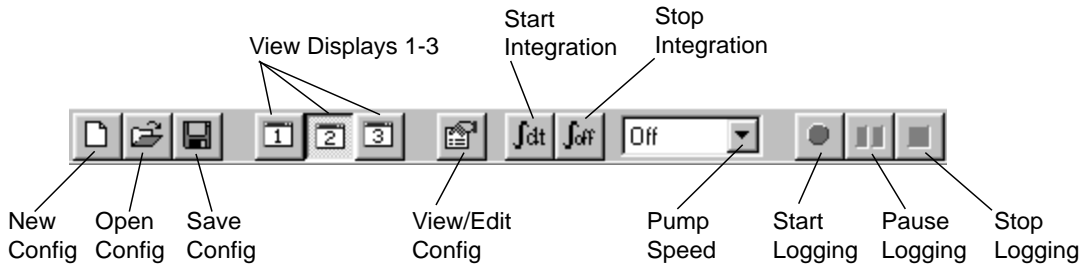 Start
Integration
Stop
Integration
View Displays 1-3
1
2
3
∫dt
∫off
Off
New
Config
Open
Config
Save
Config
View/Edit
Config
Pump
Speed
Start
Logging
Pause
Logging
Stop
Logging